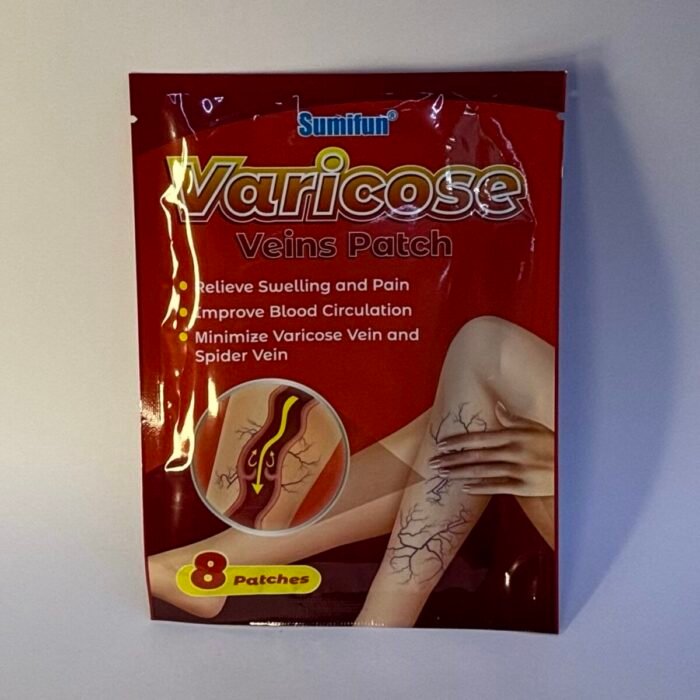 Sumifun®
Varicose
Veins Patch
Relieve Swelling and Pain
Improve Blood Circulation
Minimize Varicose Vein and
Spider Vein
8 Patches